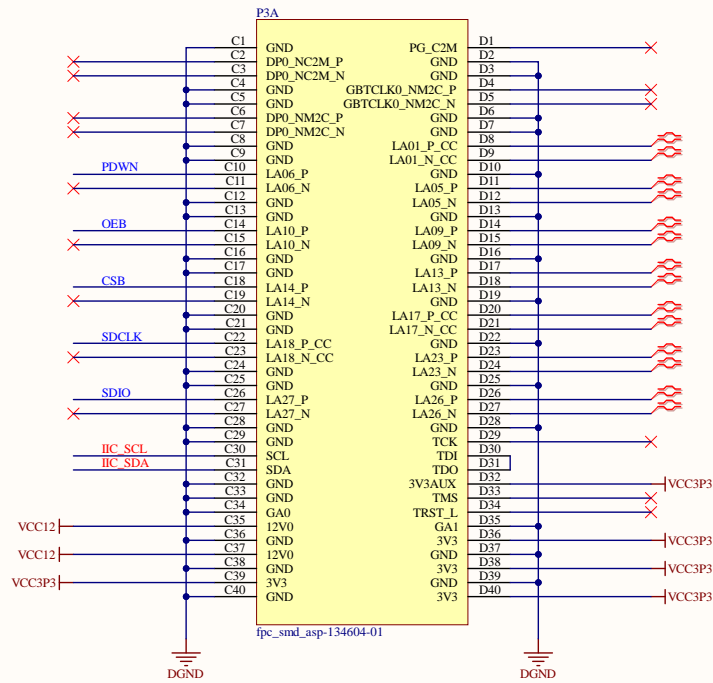 P3A
C1 GND PG_C2M D1
C2 DP0_NC2M_P GND D2
C3 DP0_NC2M_N GND D3
C4 GND GBTCLK0_NM2C_P D4
C5 GND GBTCLK0_NM2C_N D5
C6 DP0_NM2C_P GND D6
C7 DP0_NM2C_N GND D7
C8 GND LA01_P_CC D8
C9 GND LA01_N_CC D9
PDWN C10 LA06_P GND D10
C11 LA06_N LA05_P D11
C12 GND LA05_N D12
C13 GND GND D13
OEB C14 LA10_P LA09_P D14
C15 LA10_N LA09_N D15
C16 GND GND D16
C17 GND LA13_P D17
CSB C18 LA14_P LA13_N D18
C19 LA14_N GND D19
C20 GND LA17_P_CC D20
C21 GND LA17_N_CC D21
SDCLK C22 LA18_P_CC GND D22
C23 LA18_N_CC LA23_P D23
C24 GND LA23_N D24
C25 GND GND D25
SDIO C26 LA27_P LA26_P D26
C27 LA27_N LA26_N D27
C28 GND GND D28
C29 GND TCK D29
IIC_SCL C30 SCL TDI D30
IIC_SDA C31 SDA TDO D31
C32 GND 3V3AUX D32 VCC3P3
C33 GND TMS D33
C34 GA0 TRST_L D34
VCC12 C35 12V0 GA1 D35
C36 GND 3V3 D36 VCC3P3
VCC12 C37 12V0 GND D37
C38 GND 3V3 D38 VCC3P3
VCC3P3 C39 3V3 GND D39
C40 GND 3V3 D40 VCC3P3
fpc_smd_asp-134604-01
DGND DGND